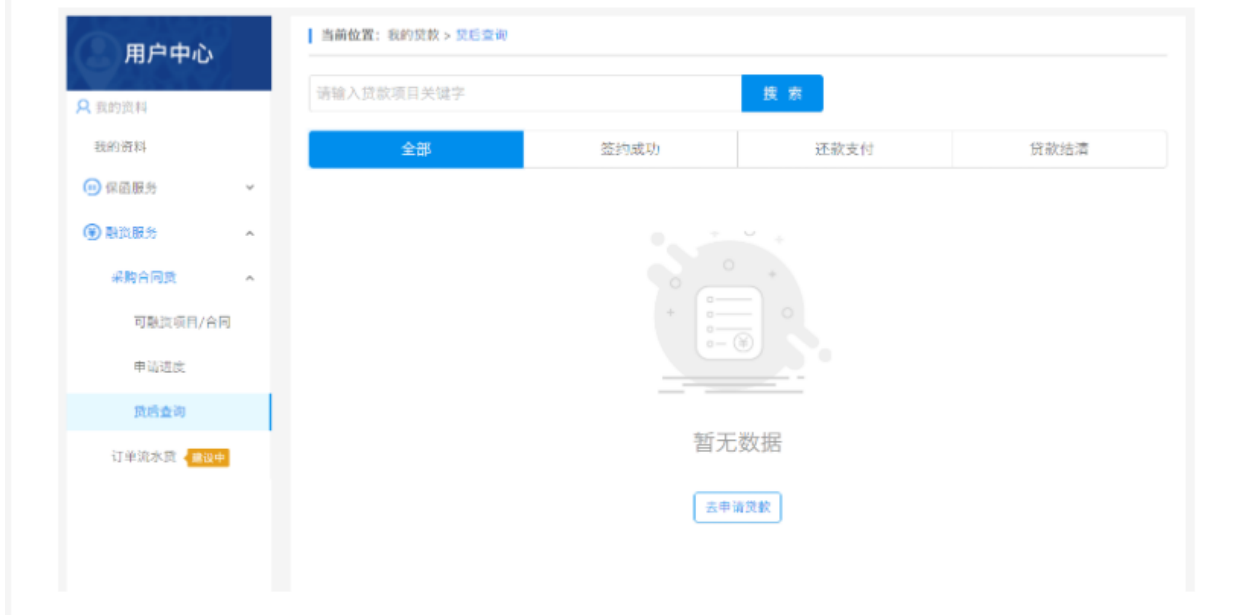 用户中心
我的资料
我的资料
保函服务
融资服务
采购合同贷
可融资项目/合同
申请进度
贷后查询
订单流水贷 建设中
当前位置：我的贷款 > 贷后查询
请输入贷款项目关键字
搜 索
全部 签约成功 还款支付 贷款结清
暂无数据
去申请贷款